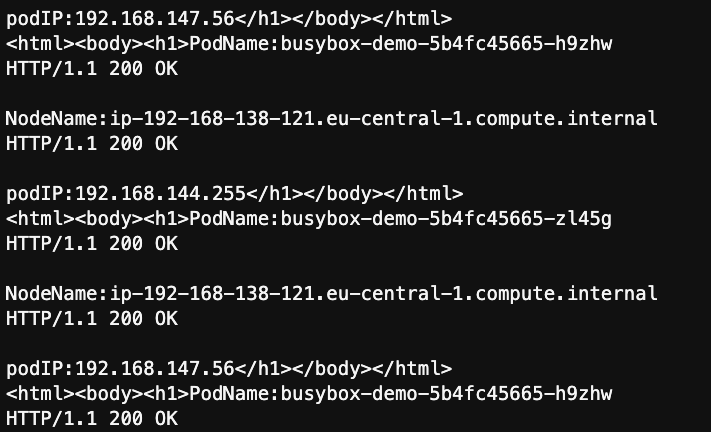 podIP:192.168.147.56</h1></body></html>
<html><body><h1>PodName:busybox-demo-5b4fc45665-h9zhw
HTTP/1.1 200 OK
NodeName:ip-192-168-138-121.eu-central-1.compute.internal
HTTP/1.1 200 OK
podIP:192.168.144.255</h1></body></html>
<html><body><h1>PodName:busybox-demo-5b4fc45665-zl45g
HTTP/1.1 200 OK
NodeName:ip-192-168-138-121.eu-central-1.compute.internal
HTTP/1.1 200 OK
podIP:192.168.147.56</h1></body></html>
<html><body><h1>PodName:busybox-demo-5b4fc45665-h9zhw
HTTP/1.1 200 OK